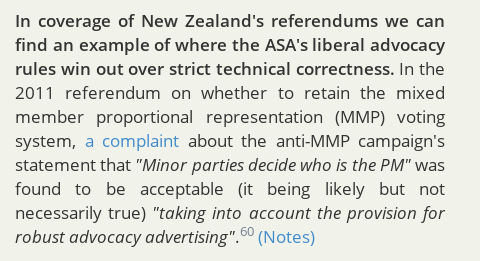 In coverage of New Zealand's referendums we can
find an example of where the ASA's liberal advocacy
rules win out over strict technical correctness. In the
2011 referendum on whether to retain the mixed
member proportional representation (MMP) voting
system, a complaint about the anti-MMP campaign's
statement that "Minor parties decide who is the PM" was
found to be acceptable (it being likely but not
necessarily true) "taking into account the provision for
robust advocacy advertising".60 (Notes)